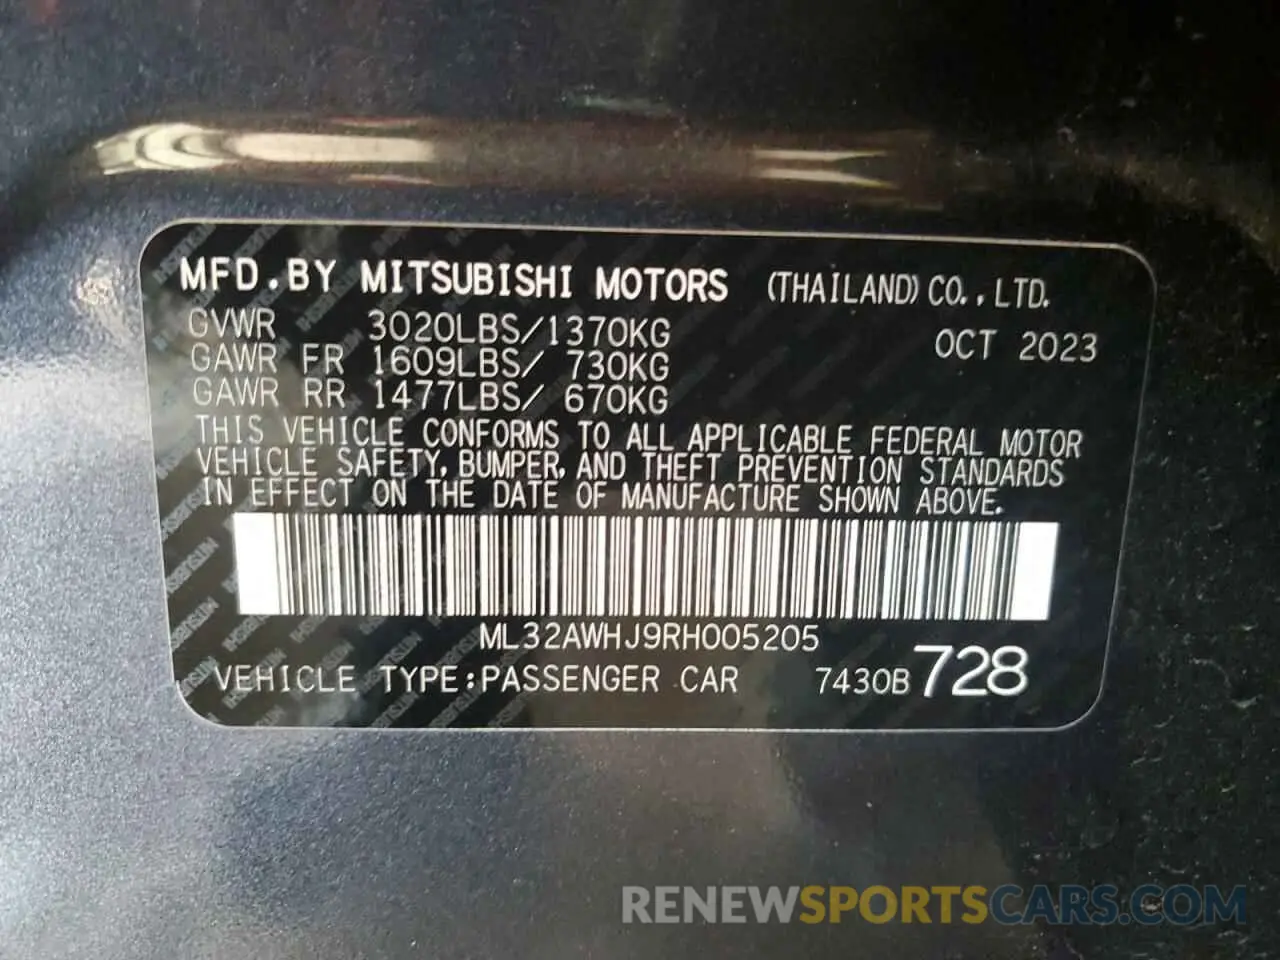 MFD.BY MITSUBISHI MOTORS (THAILAND) CO., LTD.
GVWR 3020LBS/1370KG OCT 2023
GAWR FR 1609LBS/ 730KG
GAWR RR 1477LBS/ 670KG
THIS VEHICLE CONFORMS TO ALL APPLICABLE FEDERAL MOTOR
VEHICLE SAFETY, BUMPER, AND THEFT PREVENTION STANDARDS
IN EFFECT ON THE DATE OF MANUFACTURE SHOWN ABOVE.
ML32AWHJ9RH005205
VEHICLE TYPE:PASSENGER CAR 7430B 728
RENEWSPORTSCARS.COM